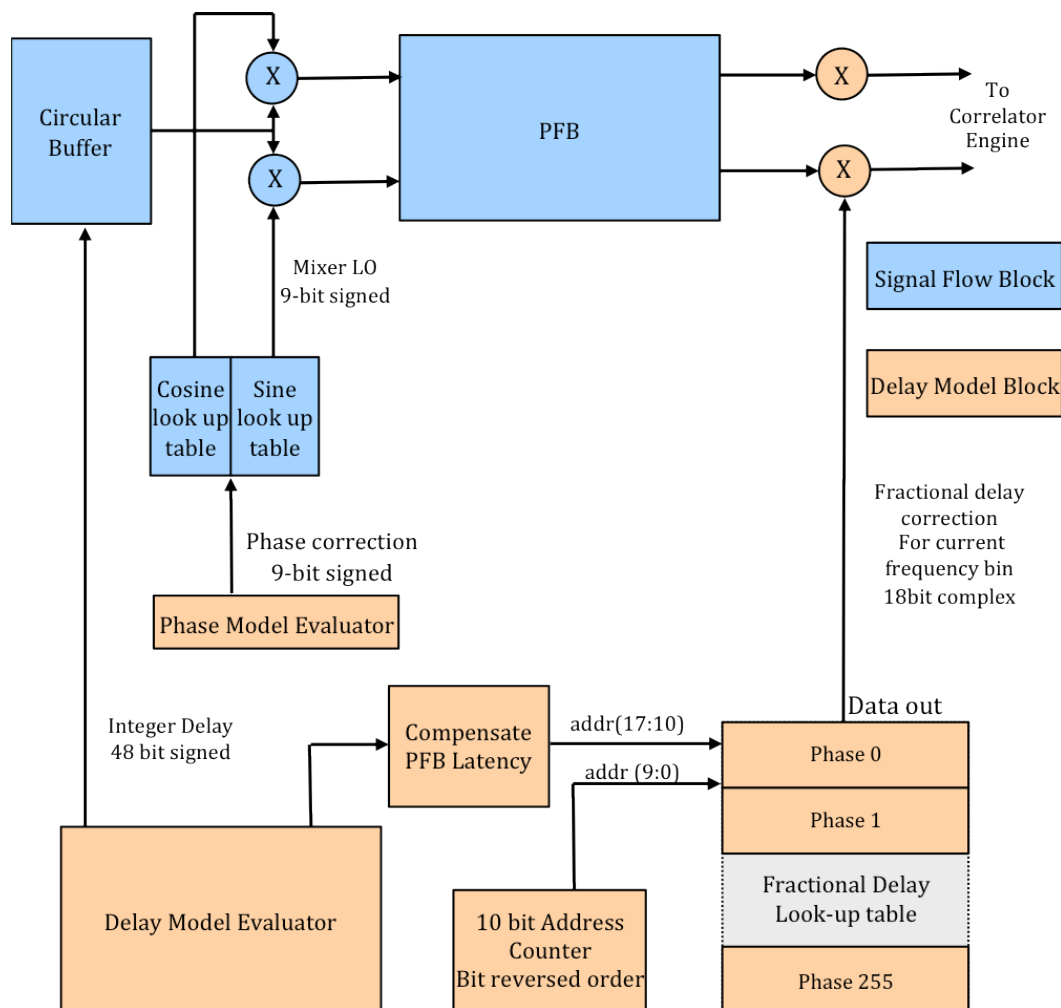 Circular
Buffer
X
X
PFB
X
X
To
Correlator
Engine
Mixer LO
9-bit signed
Signal Flow Block
Delay Model Block
Cosine
look up
table
Sine
look up
table
Phase correction
9-bit signed
Phase Model Evaluator
Fractional delay
correction
For current
frequency bin
18bit complex
Integer Delay
48 bit signed
Compensate
PFB Latency
addr(17:10)
addr (9:0)
Data out
Phase 0
Phase 1
Fractional Delay
Look-up table
Phase 255
Delay Model Evaluator
10 bit Address
Counter
Bit reversed order